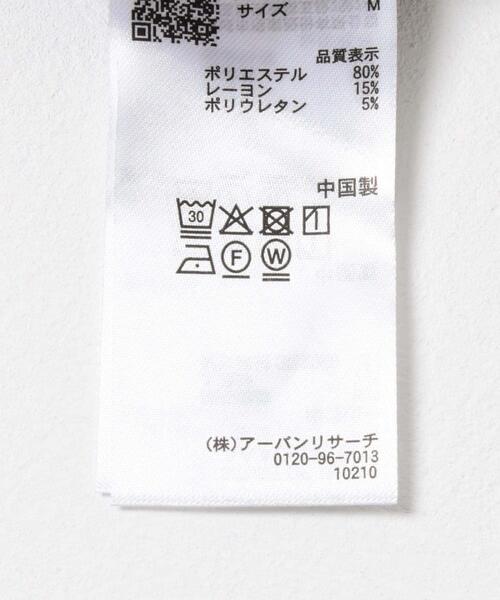 サイズ M
品質表示
ポリエステル 80%
レーヨン 15%
ポリウレタン 5%
中国製
30
F W
(株)アーバンリサーチ
0120-96-7013
10210